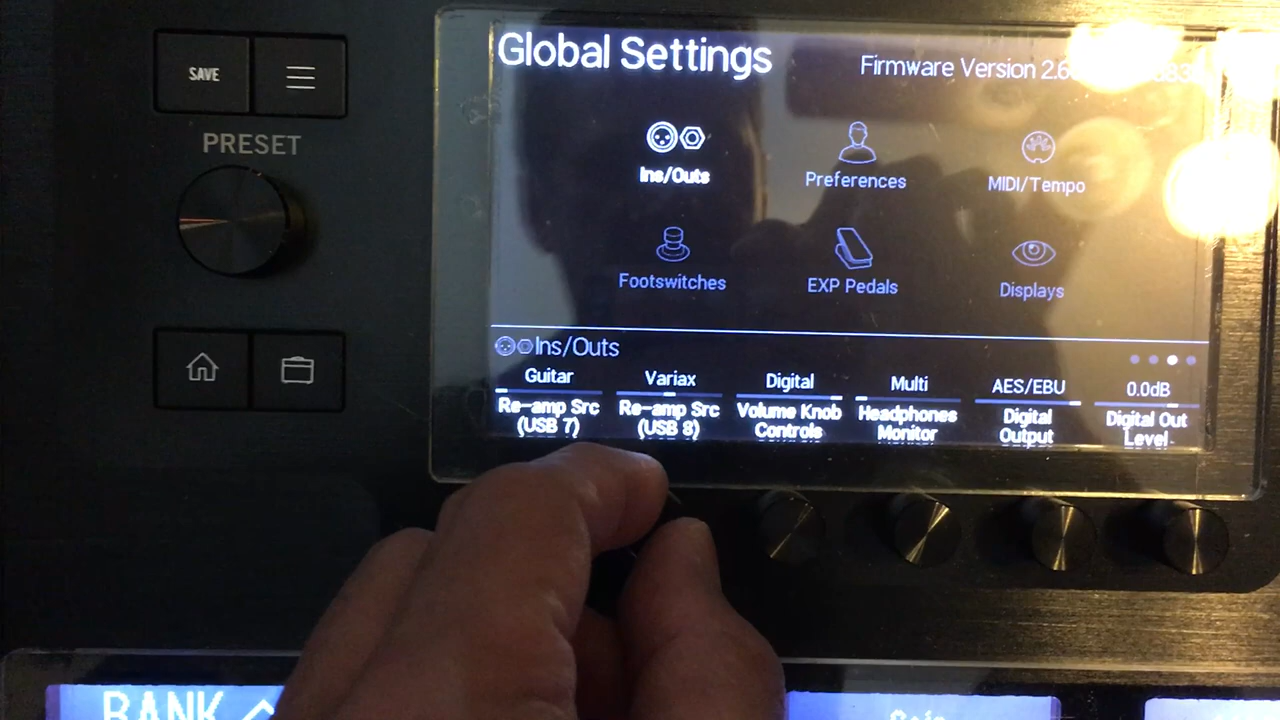 SAVE
PRESET
Global Settings
Firmware Version
Ins/Outs
Preferences
MIDI/Tempo
Footswitches
EXP Pedals
Displays
Ins/Outs
Guitar
Re-amp Src
(USB 7)
Variax
Re-amp Src
(USB 8)
Digital
Volume Knob
Controls
Multi
Headphones
Monitor
AES/EBU
Digital
Output
0.0dB
Digital Out
Level
BANK